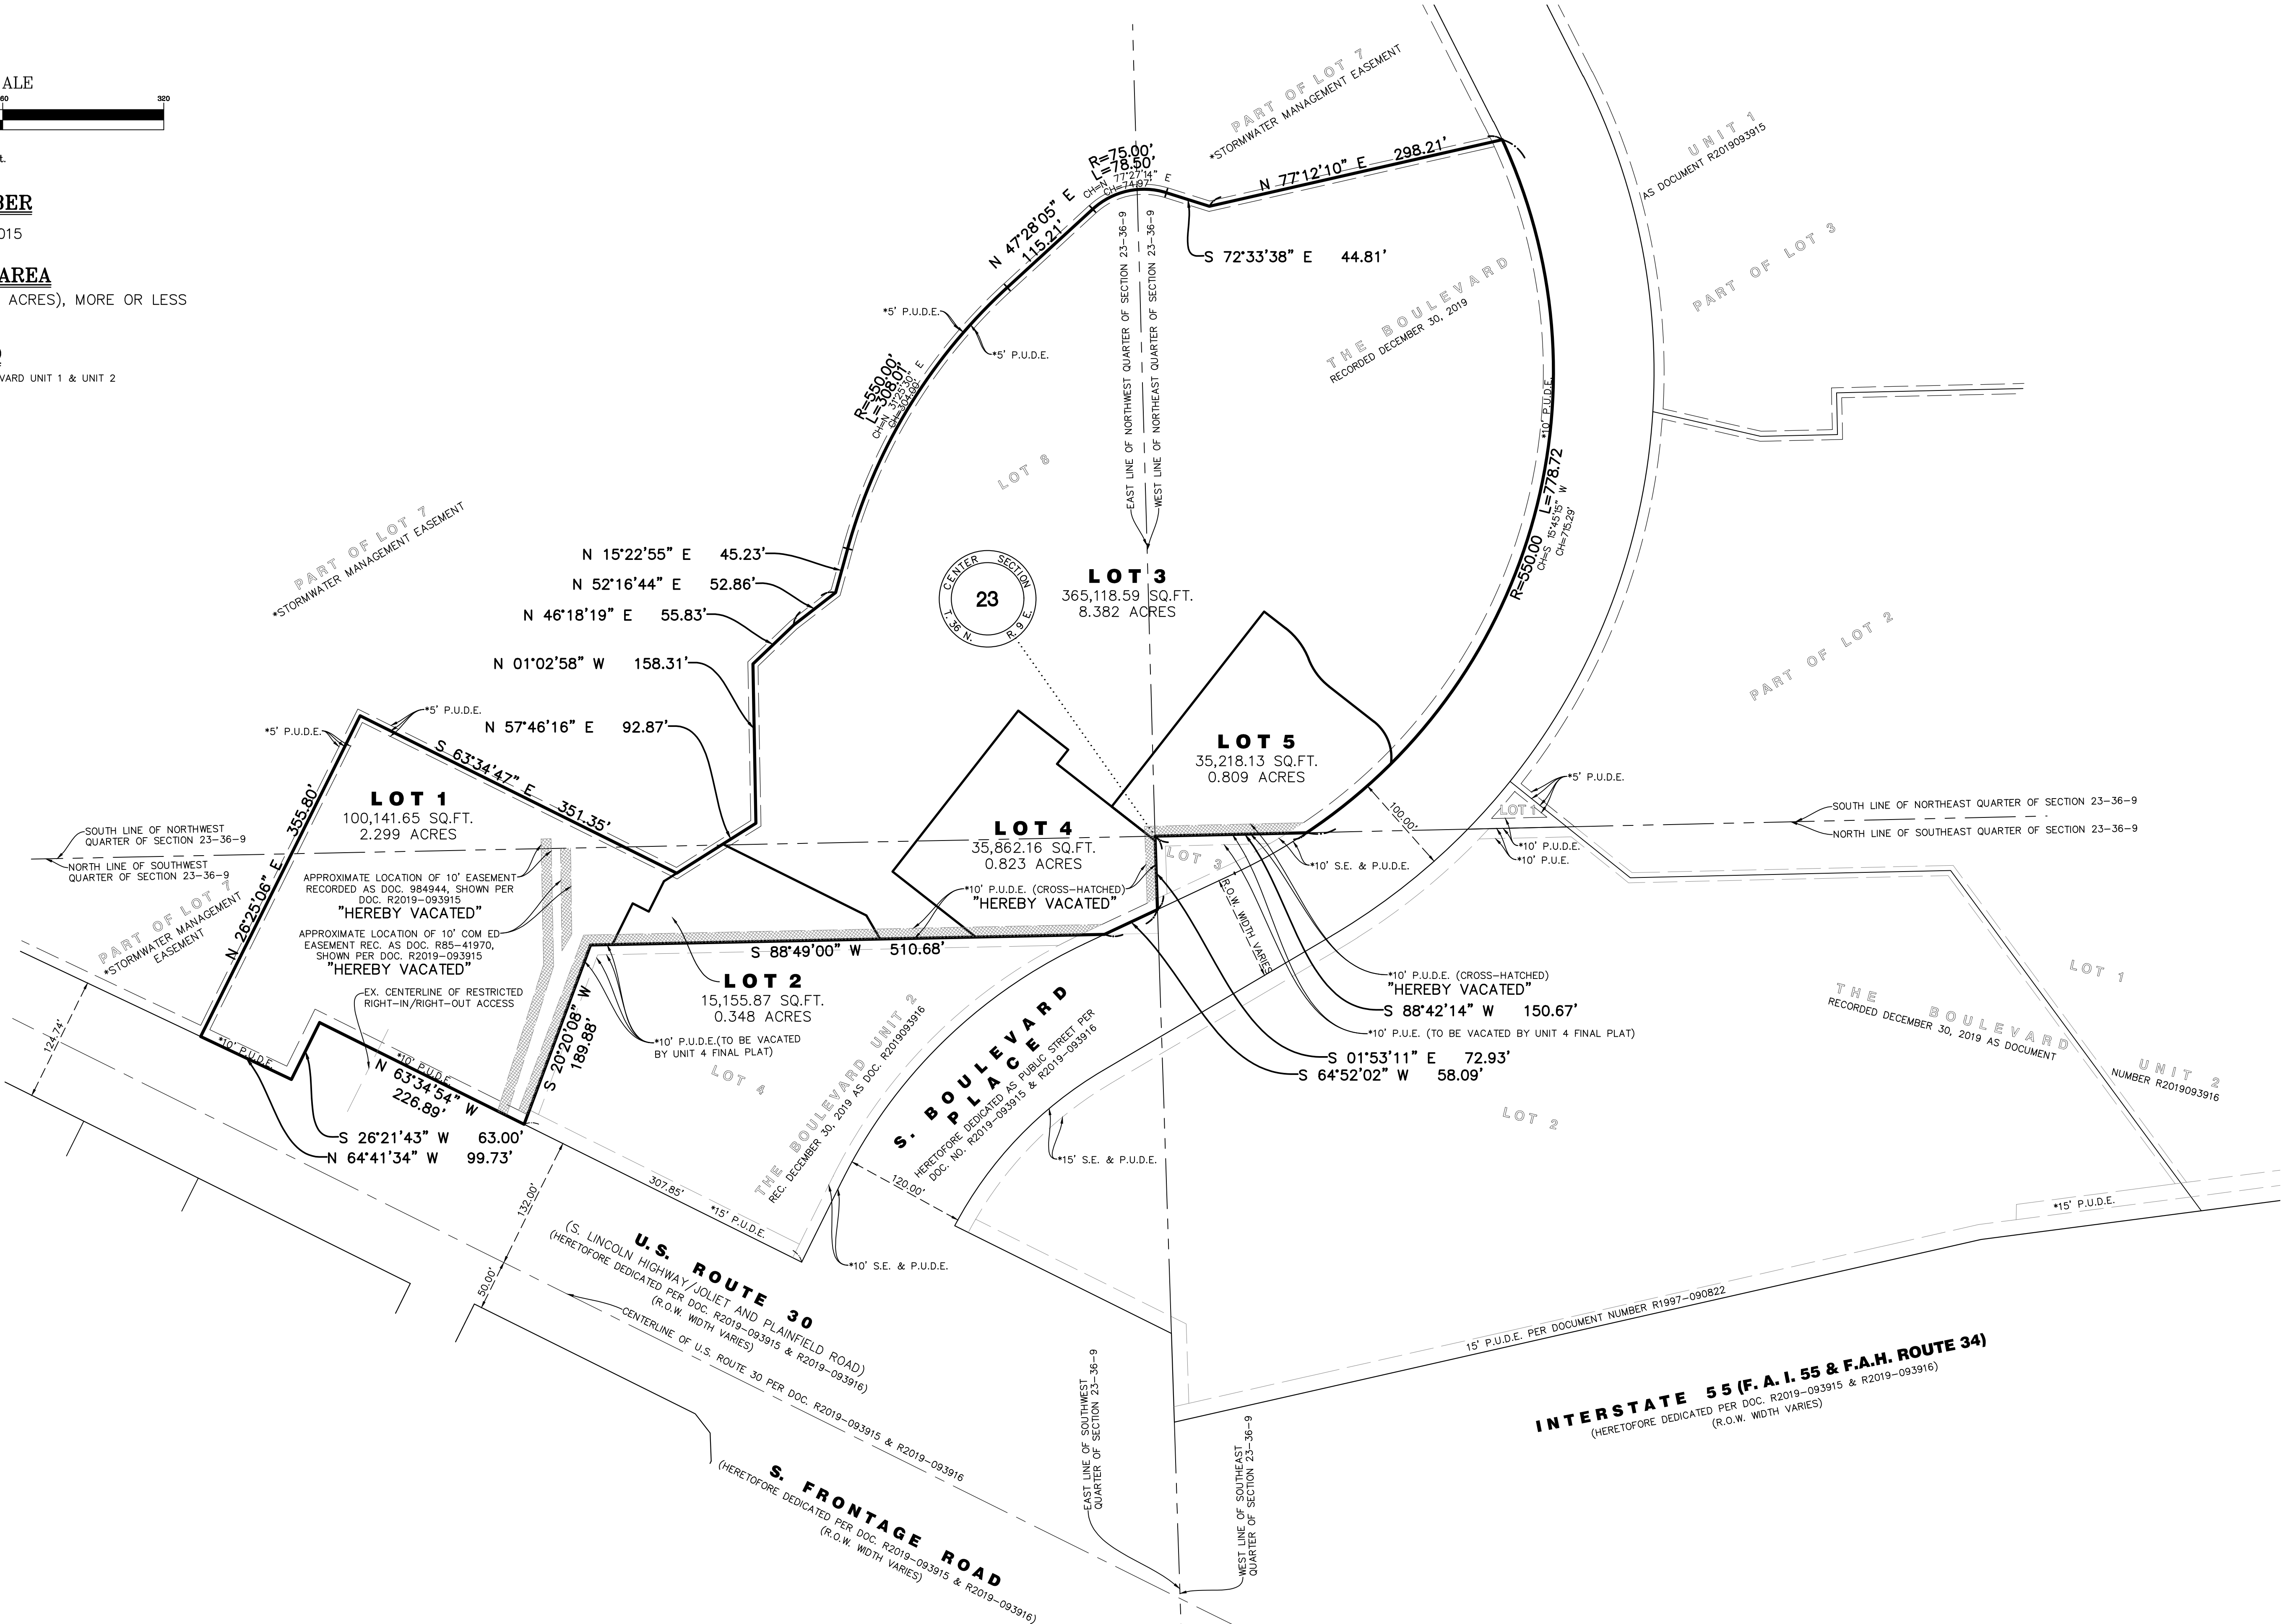 ALE
60
320
t.
BER
015
AREA
ACRES), MORE OR LESS
VARD UNIT 1 & UNIT 2
PART OF LOT 7
*STORMWATER MANAGEMENT EASEMENT
UNIT 1
AS DOCUMENT R2019093915
PART OF LOT 3
R=75.00'
L=78.50'
CH=N 77°27'14" E
CH=74.97'
N 77°12'10" E 298.21'
N 47°28'05" E
115.21'
S 72°33'38" E 44.81'
EAST LINE OF NORTHWEST QUARTER OF SECTION 23-36-9
WEST LINE OF NORTHEAST QUARTER OF SECTION 23-36-9
THE BOULEVARD
RECORDED DECEMBER 30, 2019
*5' P.U.D.E.
*5' P.U.D.E.
R=550.00'
L=308.01'
CH=N 31°25'30" E
CH=304.00'
*10' P.U.D.E.
LOT 8
R=550.00 L=778.72
CH=S 15°45'15" W
CH=715.29'
PART OF LOT 7
*STORMWATER MANAGEMENT EASEMENT
N 15°22'55" E 45.23'
N 52°16'44" E 52.86'
N 46°18'19" E 55.83'
N 01°02'58" W 158.31'
N 57°46'16" E 92.87'
CENTER SECTION
23
T. 36 N. R. 9 E.
LOT 3
365,118.59 SQ.FT.
8.382 ACRES
PART OF LOT 2
*5' P.U.D.E.
*5' P.U.D.E.
S 63°34'47" E 351.35'
LOT 1
100,141.65 SQ.FT.
2.299 ACRES
N 26°25'06" E 355.80'
LOT 5
35,218.13 SQ.FT.
0.809 ACRES
LOT 4
35,862.16 SQ.FT.
0.823 ACRES
100.00'
*5' P.U.D.E.
LOT 1
*10' P.U.D.E.
*10' P.U.E.
SOUTH LINE OF NORTHEAST QUARTER OF SECTION 23-36-9
NORTH LINE OF SOUTHEAST QUARTER OF SECTION 23-36-9
SOUTH LINE OF NORTHWEST
QUARTER OF SECTION 23-36-9
NORTH LINE OF SOUTHWEST
QUARTER OF SECTION 23-36-9
PART OF LOT 7
*STORMWATER MANAGEMENT
EASEMENT
APPROXIMATE LOCATION OF 10' EASEMENT
RECORDED AS DOC. 984944, SHOWN PER
DOC. R2019-093915
"HEREBY VACATED"
APPROXIMATE LOCATION OF 10' COM ED
EASEMENT REC. AS DOC. R85-41970,
SHOWN PER DOC. R2019-093915
"HEREBY VACATED"
EX. CENTERLINE OF RESTRICTED
RIGHT-IN/RIGHT-OUT ACCESS
*10' P.U.D.E. (CROSS-HATCHED)
"HEREBY VACATED"
LOT 3
*10' S.E. & P.U.D.E.
R.O.W. WIDTH VARIES
S 88°49'00" W 510.68'
LOT 2
15,155.87 SQ.FT.
0.348 ACRES
*10' P.U.D.E.(TO BE VACATED
BY UNIT 4 FINAL PLAT)
S 20°20'08" W
189.88'
*10' P.U.D.E. (CROSS-HATCHED)
"HEREBY VACATED"
S 88°42'14" W 150.67'
*10' P.U.E. (TO BE VACATED BY UNIT 4 FINAL PLAT)
S 01°53'11" E 72.93'
S 64°52'02" W 58.09'
124.74'
*10' P.U.D.E.
*10' P.U.D.E.
N 63°34'54" W
226.89'
S 26°21'43" W 63.00'
N 64°41'34" W 99.73'
LOT 4
THE BOULEVARD UNIT 2
REC. DECEMBER 30, 2019 AS DOC. R2019093916
S. BOULEVARD
PLACE
HERETOFORE DEDICATED AS PUBLIC STREET PER
DOC. NO. R2019-093915 & R2019-093916
LOT 1
THE BOULEVARD UNIT 2
RECORDED DECEMBER 30, 2019 AS DOCUMENT
NUMBER R2019093916
LOT 2
*15' S.E. & P.U.D.E.
120.00'
*10' S.E. & P.U.D.E.
307.85'
*15' P.U.D.E.
132.00'
50.00'
*15' P.U.D.E.
U.S. ROUTE 30
(S. LINCOLN HIGHWAY/JOLIET AND PLAINFIELD ROAD)
(HERETOFORE DEDICATED PER DOC. R2019-093915 & R2019-093916)
(R.O.W. WIDTH VARIES)
CENTERLINE OF U.S. ROUTE 30 PER DOC. R2019-093915 & R2019-093916
15' P.U.D.E. PER DOCUMENT NUMBER R1997-090822
INTERSTATE 55 (F. A. I. 55 & F.A.H. ROUTE 34)
(HERETOFORE DEDICATED PER DOC. R2019-093915 & R2019-093916)
(R.O.W. WIDTH VARIES)
EAST LINE OF SOUTHWEST
QUARTER OF SECTION 23-36-9
WEST LINE OF SOUTHEAST
QUARTER OF SECTION 23-36-9
S. FRONTAGE ROAD
(HERETOFORE DEDICATED PER DOC. R2019-093915 & R2019-093916)
(R.O.W. WIDTH VARIES)